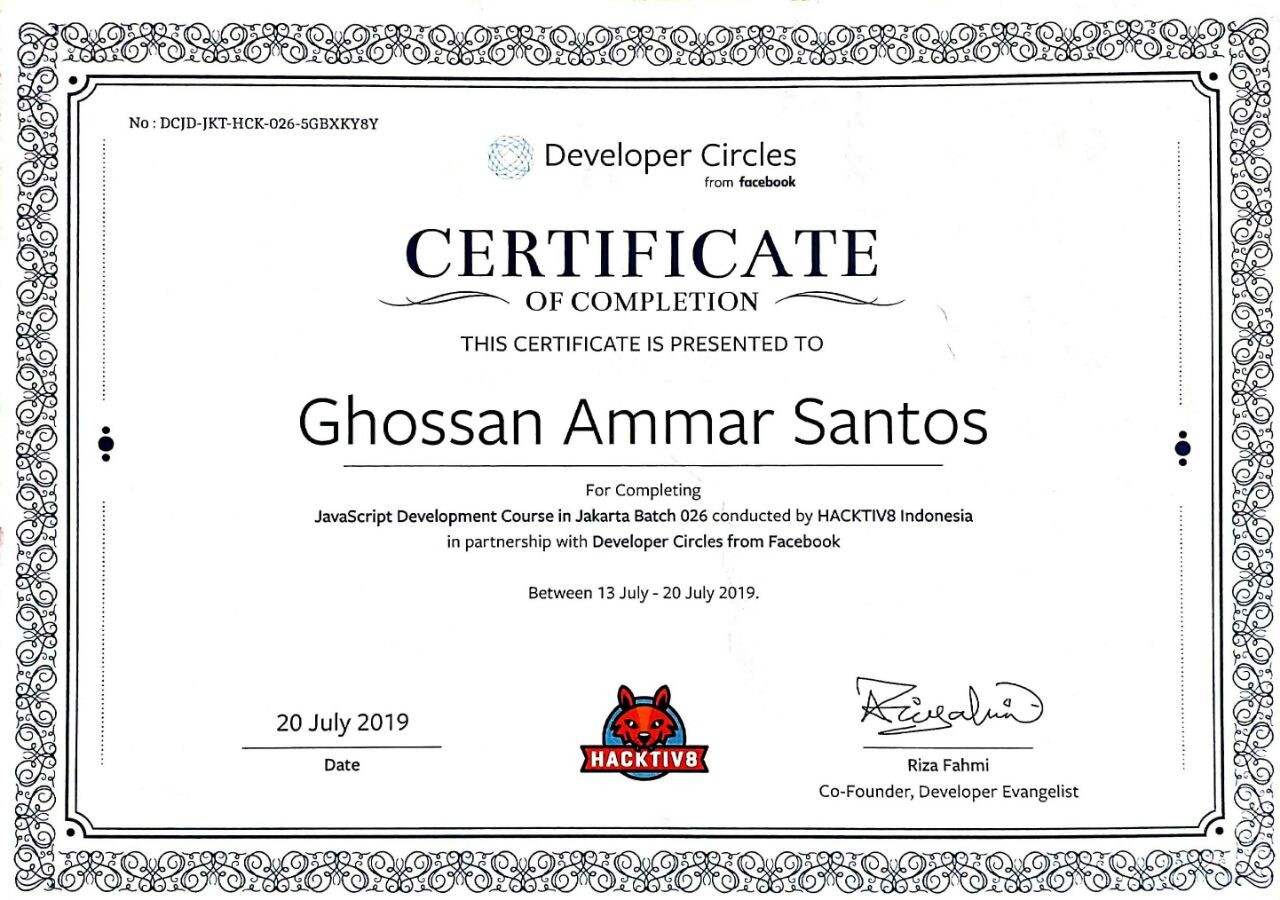 No : DCJD-JKT-HCK-026-5GBXKY8Y
Developer Circles
from facebook
CERTIFICATE
OF COMPLETION
THIS CERTIFICATE IS PRESENTED TO
Ghossan Ammar Santos
For Completing
JavaScript Development Course in Jakarta Batch 026 conducted by HACKTIV8 Indonesia
in partnership with Developer Circles from Facebook
Between 13 July - 20 July 2019.
20 July 2019
Date
HACKTIV8
Rizafahmi
Riza Fahmi
Co-Founder, Developer Evangelist